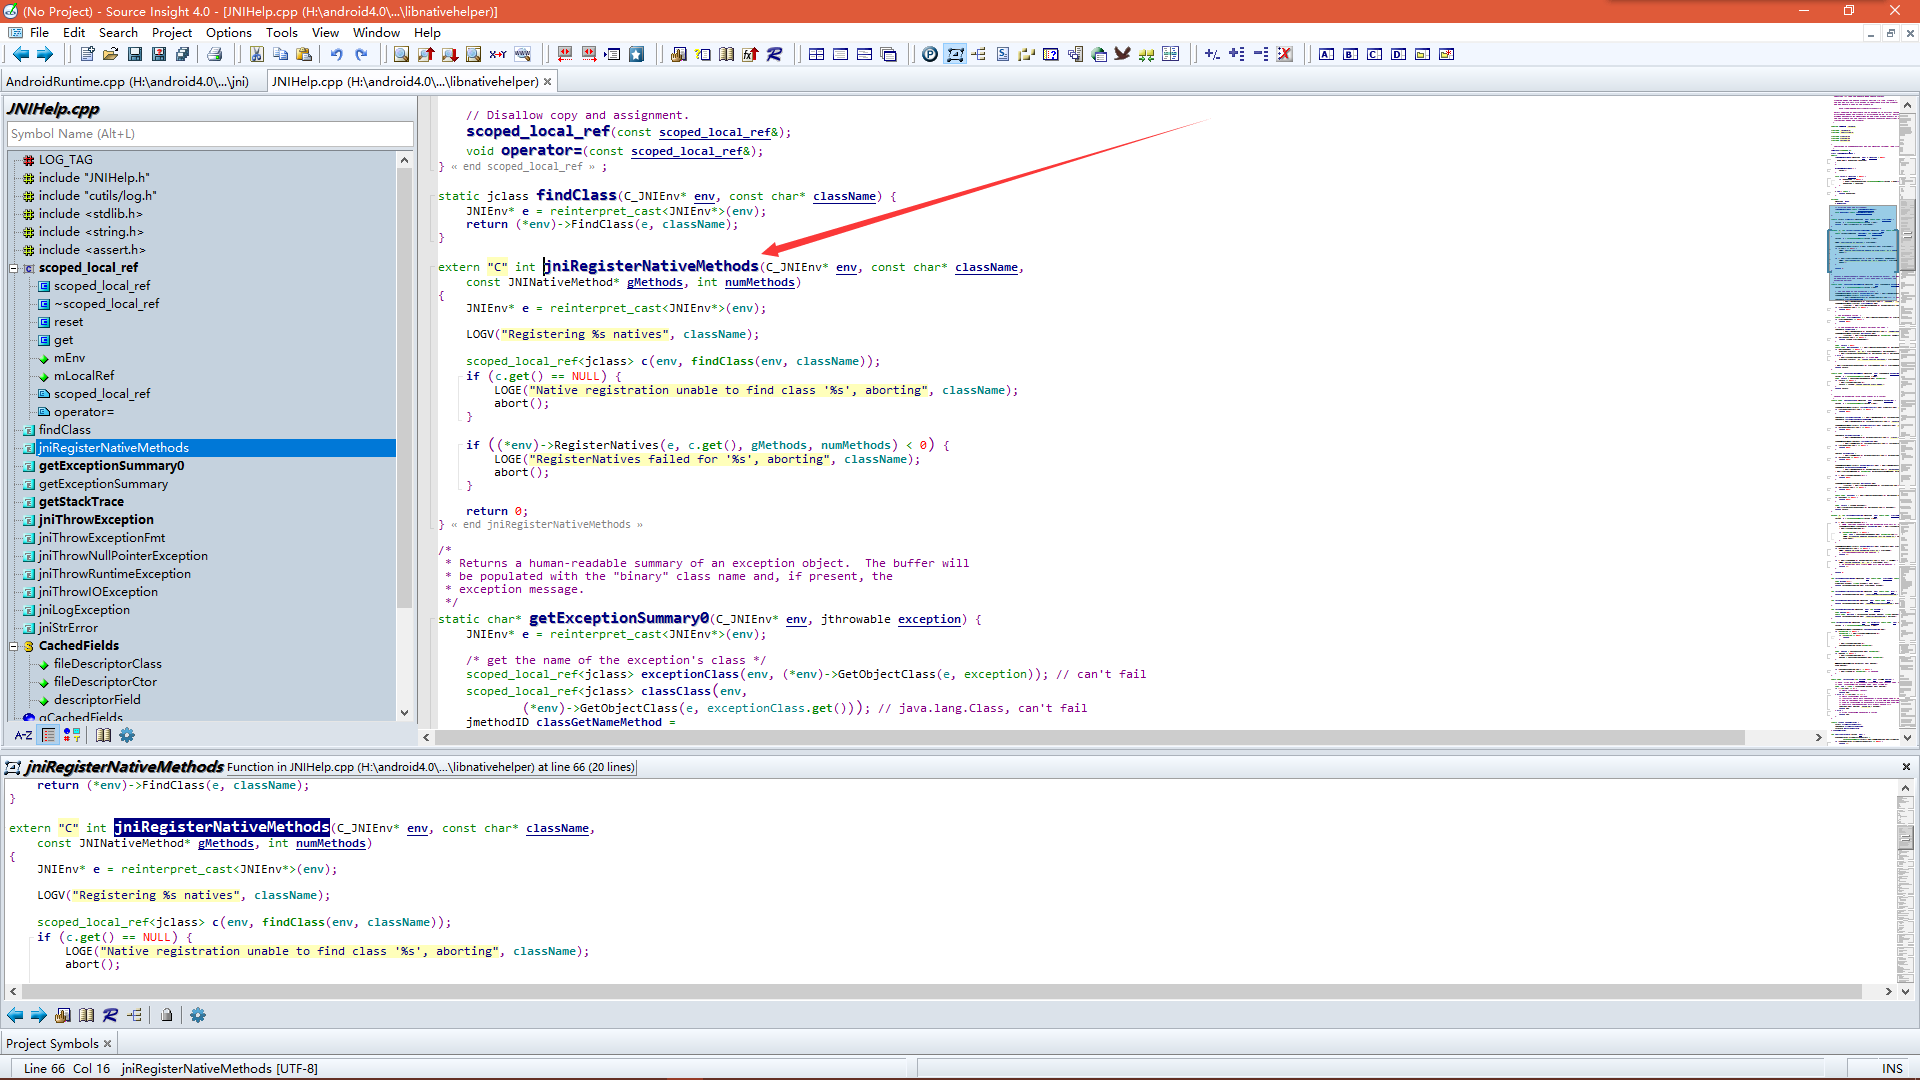 (No Project) - Source Insight 4.0 - [JNIHelp.cpp (H:\android4.0\...\libnativehelper)]
File Edit Search Project Options Tools View Window Help
AndroidRuntime.cpp (H:\android4.0\...\jni) JNIHelp.cpp (H:\android4.0\...\libnativehelper)
JNIHelp.cpp
Symbol Name (Alt+L)
LOG_TAG
include "JNIHelp.h"
include "cutils/log.h"
include <stdlib.h>
include <string.h>
include <assert.h>
scoped_local_ref
scoped_local_ref
~scoped_local_ref
reset
get
mEnv
mLocalRef
scoped_local_ref
operator=
findClass
jniRegisterNativeMethods
getExceptionSummary0
getExceptionSummary
getStackTrace
jniThrowException
jniThrowExceptionFmt
jniThrowNullPointerException
jniThrowRuntimeException
jniThrowIOException
jniLogException
jniStrError
CachedFields
fileDescriptorClass
fileDescriptorCtor
descriptorField
gCachedFields
A-Z
// Disallow copy and assignment.
scoped_local_ref(const scoped_local_ref&);
void operator=(const scoped_local_ref&);
} « end scoped_local_ref » ;
static jclass findClass(C_JNIEnv* env, const char* className) {
JNIEnv* e = reinterpret_cast<JNIEnv*>(env);
return (*env)->FindClass(e, className);
}
extern "C" int jniRegisterNativeMethods(C_JNIEnv* env, const char* className,
const JNINativeMethod* gMethods, int numMethods)
{
JNIEnv* e = reinterpret_cast<JNIEnv*>(env);
LOGV("Registering %s natives", className);
scoped_local_ref<jclass> c(env, findClass(env, className));
if (c.get() == NULL) {
LOGE("Native registration unable to find class '%s', aborting", className);
abort();
}
if ((*env)->RegisterNatives(e, c.get(), gMethods, numMethods) < 0) {
LOGE("RegisterNatives failed for '%s', aborting", className);
abort();
}
return 0;
} « end jniRegisterNativeMethods »
/*
* Returns a human-readable summary of an exception object.  The buffer will
* be populated with the "binary" class name and, if present, the
* exception message.
*/
static char* getExceptionSummary0(C_JNIEnv* env, jthrowable exception) {
JNIEnv* e = reinterpret_cast<JNIEnv*>(env);
/* get the name of the exception's class */
scoped_local_ref<jclass> exceptionClass(env, (*env)->GetObjectClass(e, exception)); // can't fail
scoped_local_ref<jclass> classClass(env,
(*env)->GetObjectClass(e, exceptionClass.get())); // java.lang.Class, can't fail
jmethodID classGetNameMethod =
jniRegisterNativeMethods Function in JNIHelp.cpp (H:\android4.0\...\libnativehelper) at line 66 (20 lines)
return (*env)->FindClass(e, className);
}
extern "C" int jniRegisterNativeMethods(C_JNIEnv* env, const char* className,
const JNINativeMethod* gMethods, int numMethods)
{
JNIEnv* e = reinterpret_cast<JNIEnv*>(env);
LOGV("Registering %s natives", className);
scoped_local_ref<jclass> c(env, findClass(env, className));
if (c.get() == NULL) {
LOGE("Native registration unable to find class '%s', aborting", className);
abort();
Project Symbols
Line 66 Col 16 jniRegisterNativeMethods [UTF-8]
INS